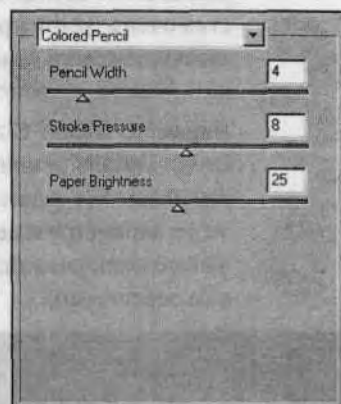 Colored Pencil
Pencil Width 4
Stroke Pressure 8
Paper Brightness 25